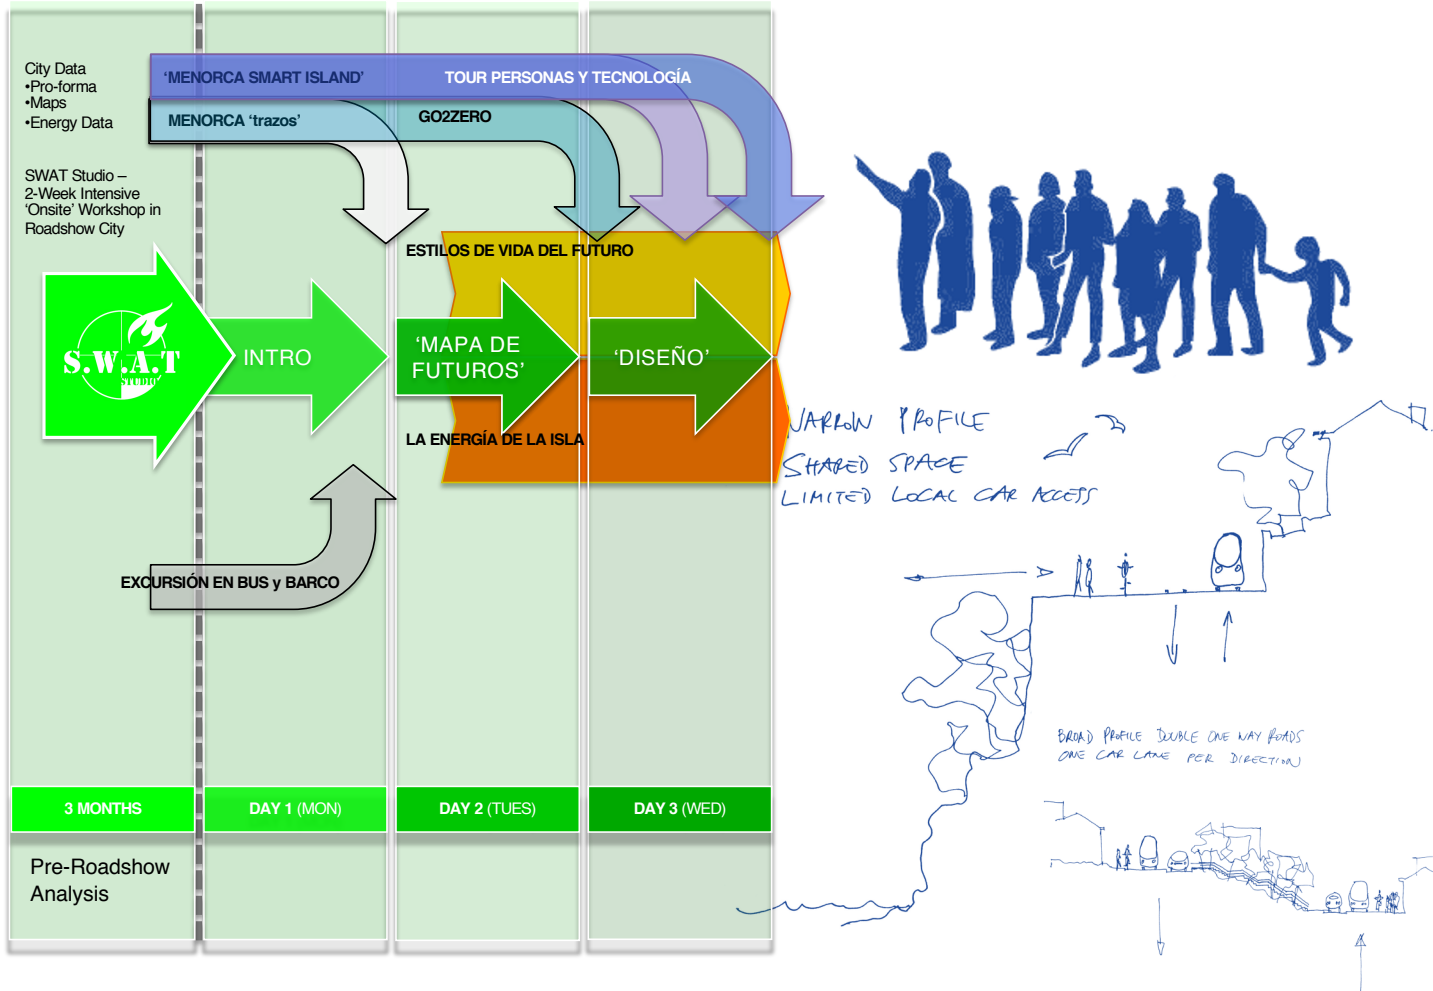 City Data
•Pro-forma
•Maps
•Energy Data
SWAT Studio –
2-Week Intensive
‘Onsite’ Workshop in
Roadshow City
‘MENORCA SMART ISLAND’
TOUR PERSONAS Y TECNOLOGÍA
MENORCA ‘trazos’
GO2ZERO
ESTILOS DE VIDA DEL FUTURO
S.W.A.T
STUDIO
INTRO
‘MAPA DE
FUTUROS’
‘DISEÑO’
LA ENERGÍA DE LA ISLA
EXCURSIÓN EN BUS y BARCO
3 MONTHS
DAY 1 (MON)
DAY 2 (TUES)
DAY 3 (WED)
Pre-Roadshow
Analysis
NARROW PROFILE
SHARED SPACE
LIMITED LOCAL CAR ACCESS
BROAD PROFILE DOUBLE ONE WAY ROADS
ONE CAR LANE PER DIRECTION